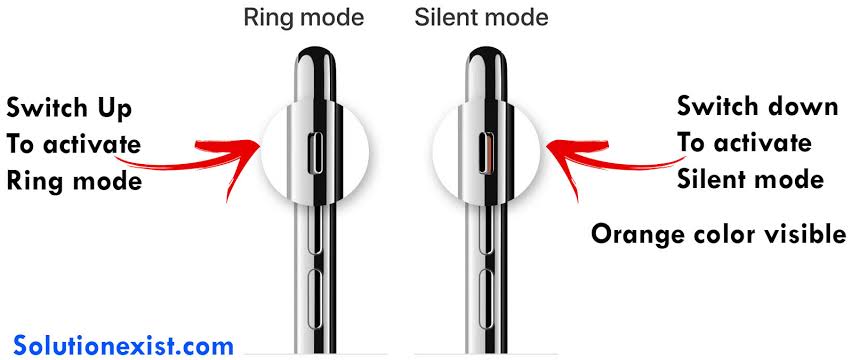 Ring mode
Silent mode
Switch Up
To activate
Ring mode
Switch down
To activate
Silent mode
Orange color visible
Solutionexist.com